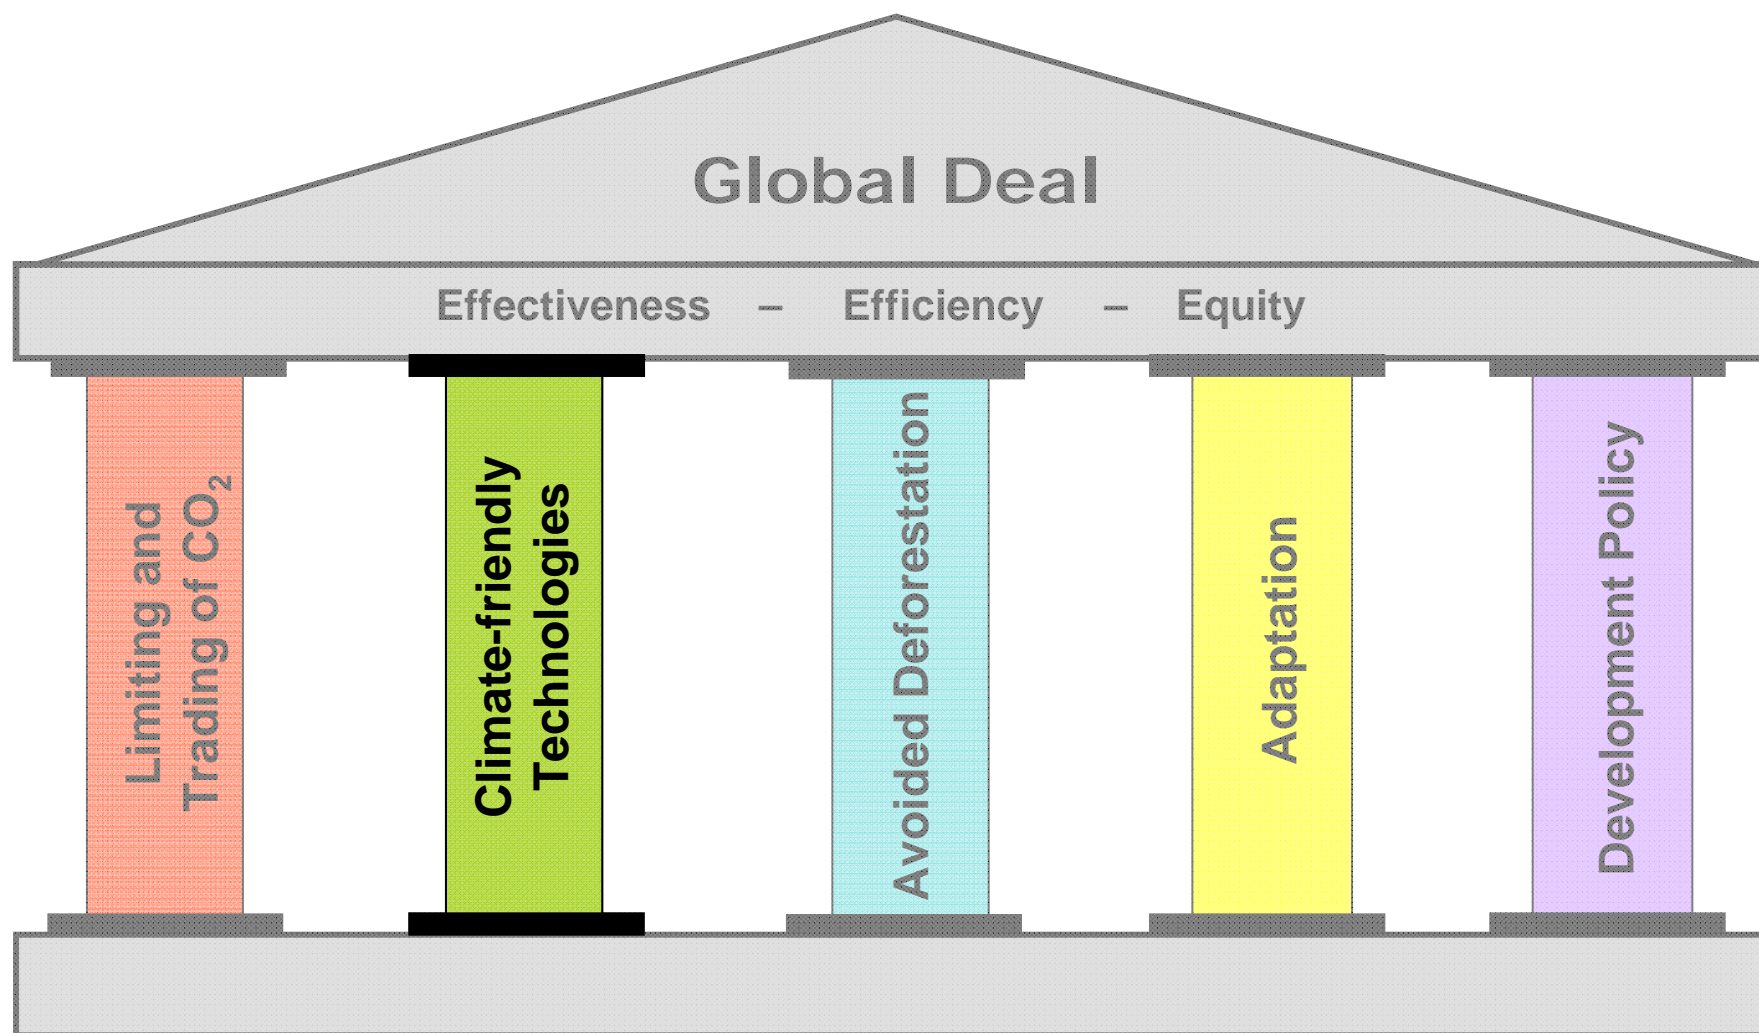 Global Deal
Effectiveness – Efficiency – Equity
Limiting and
Trading of CO₂
Climate-friendly
Technologies
Avoided Deforestation
Adaptation
Development Policy